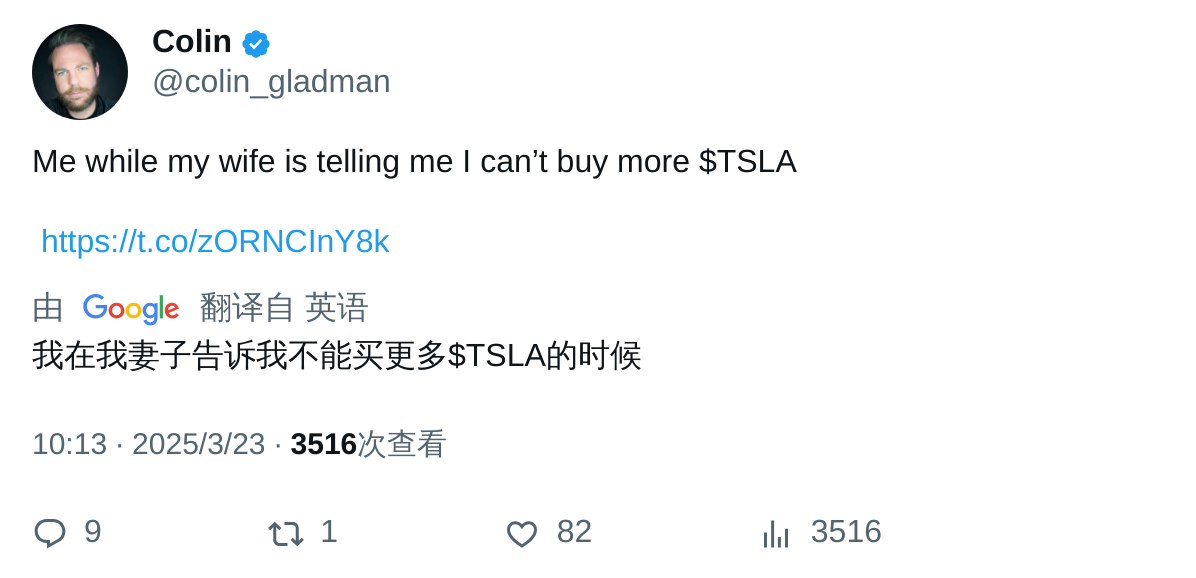 Colin
@colin_gladman
Me while my wife is telling me I can’t buy more $TSLA
https://t.co/zORNCInY8k
由 Google 翻译自 英语
我在我妻子告诉我不能买更多$TSLA的时候
10:13 · 2025/3/23 · 3516次查看
9 1 82 3516